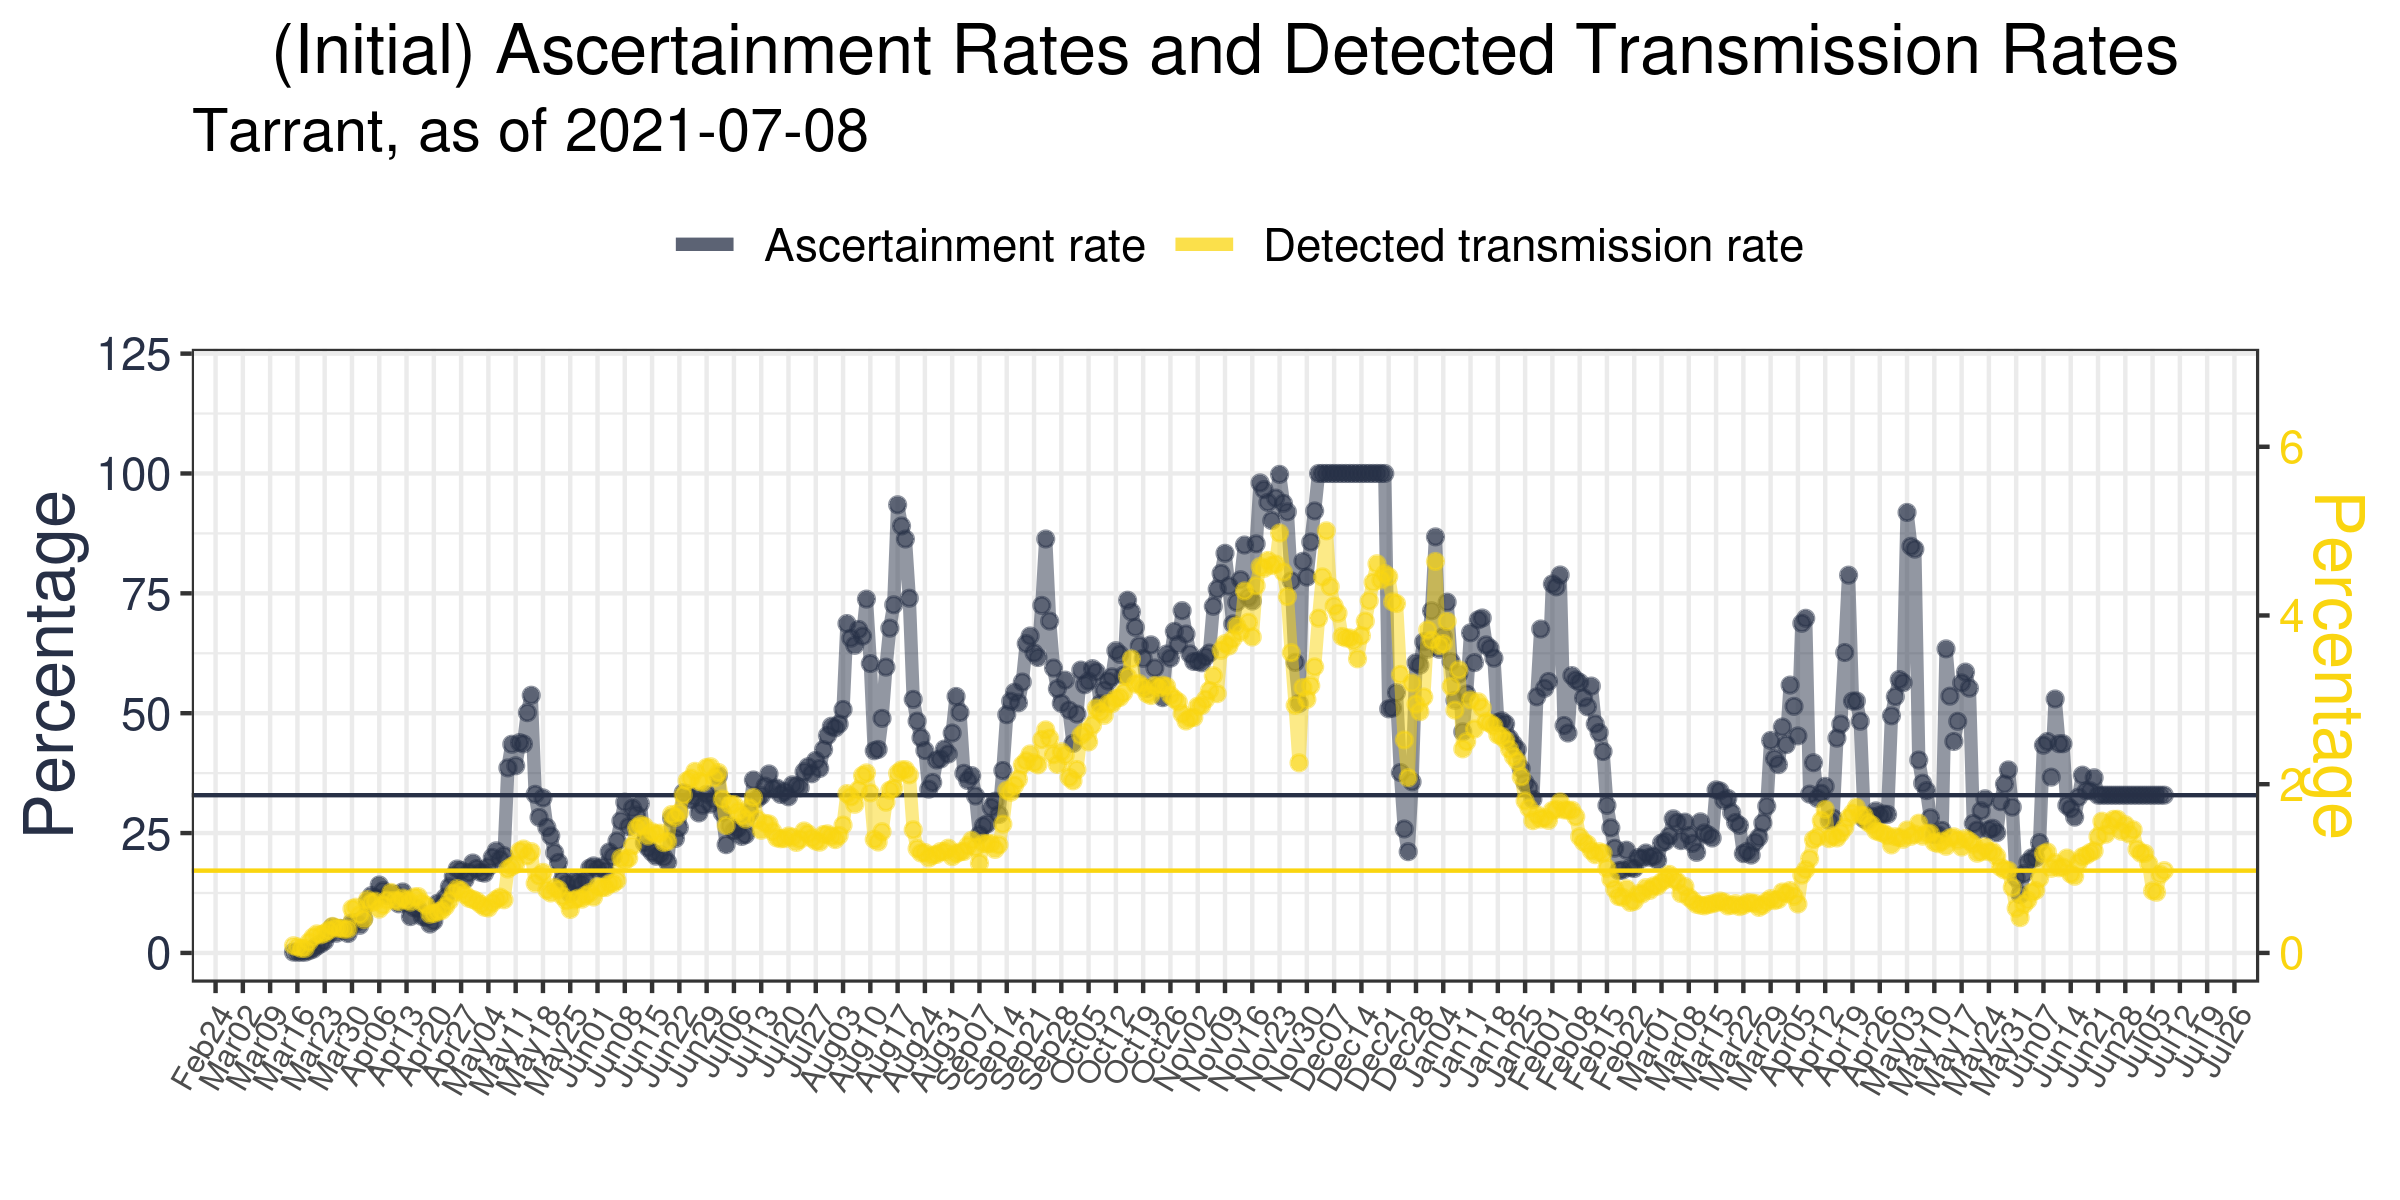 (Initial) Ascertainment Rates and Detected Transmission Rates
Tarrant, as of 2021-07-08
Ascertainment rate
Detected transmission rate
Percentage
125
100
75
50
25
0
6
4
2
0
Percentage
Feb24
Mar02
Mar09
Mar16
Mar23
Mar30
Apr06
Apr13
Apr20
Apr27
May04
May11
May18
May25
Jun01
Jun08
Jun15
Jun22
Jun29
Jul06
Jul13
Jul20
Jul27
Aug03
Aug10
Aug17
Aug24
Aug31
Sep07
Sep14
Sep21
Sep28
Oct05
Oct12
Oct19
Oct26
Nov02
Nov09
Nov16
Nov23
Nov30
Dec07
Dec14
Dec21
Dec28
Jan04
Jan11
Jan18
Jan25
Feb01
Feb08
Feb15
Feb22
Mar01
Mar08
Mar15
Mar22
Mar29
Apr05
Apr12
Apr19
Apr26
May03
May10
May17
May24
May31
Jun07
Jun14
Jun21
Jun28
Jul05
Jul12
Jul19
Jul26